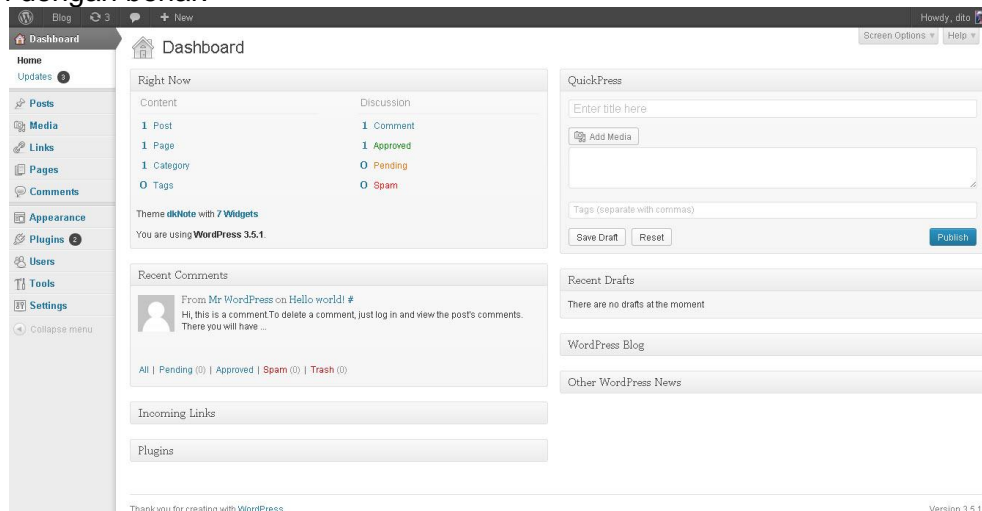 dengan benar.
Blog 3 + New Howdy, dito
Dashboard
Home
Updates 3
Posts
Media
Links
Pages
Comments
Appearance
Plugins 2
Users
Tools
Settings
Collapse menu
Dashboard
Screen Options Help
Right Now
Content Discussion
1 Post 1 Comment
1 Page 1 Approved
1 Category 0 Pending
0 Tags 0 Spam
Theme dkNote with 7 Widgets
You are using WordPress 3.5.1.
Recent Comments
From Mr WordPress on Hello world! #
Hi, this is a comment.To delete a comment, just log in and view the post's comments.
There you will have ...
All | Pending (0) | Approved | Spam (0) | Trash (0)
Incoming Links
Plugins
QuickPress
Enter title here
Add Media
Tags (separate with commas)
Save Draft Reset Publish
Recent Drafts
There are no drafts at the moment
WordPress Blog
Other WordPress News
Thank you for creating with WordPress
Version 3.5.1